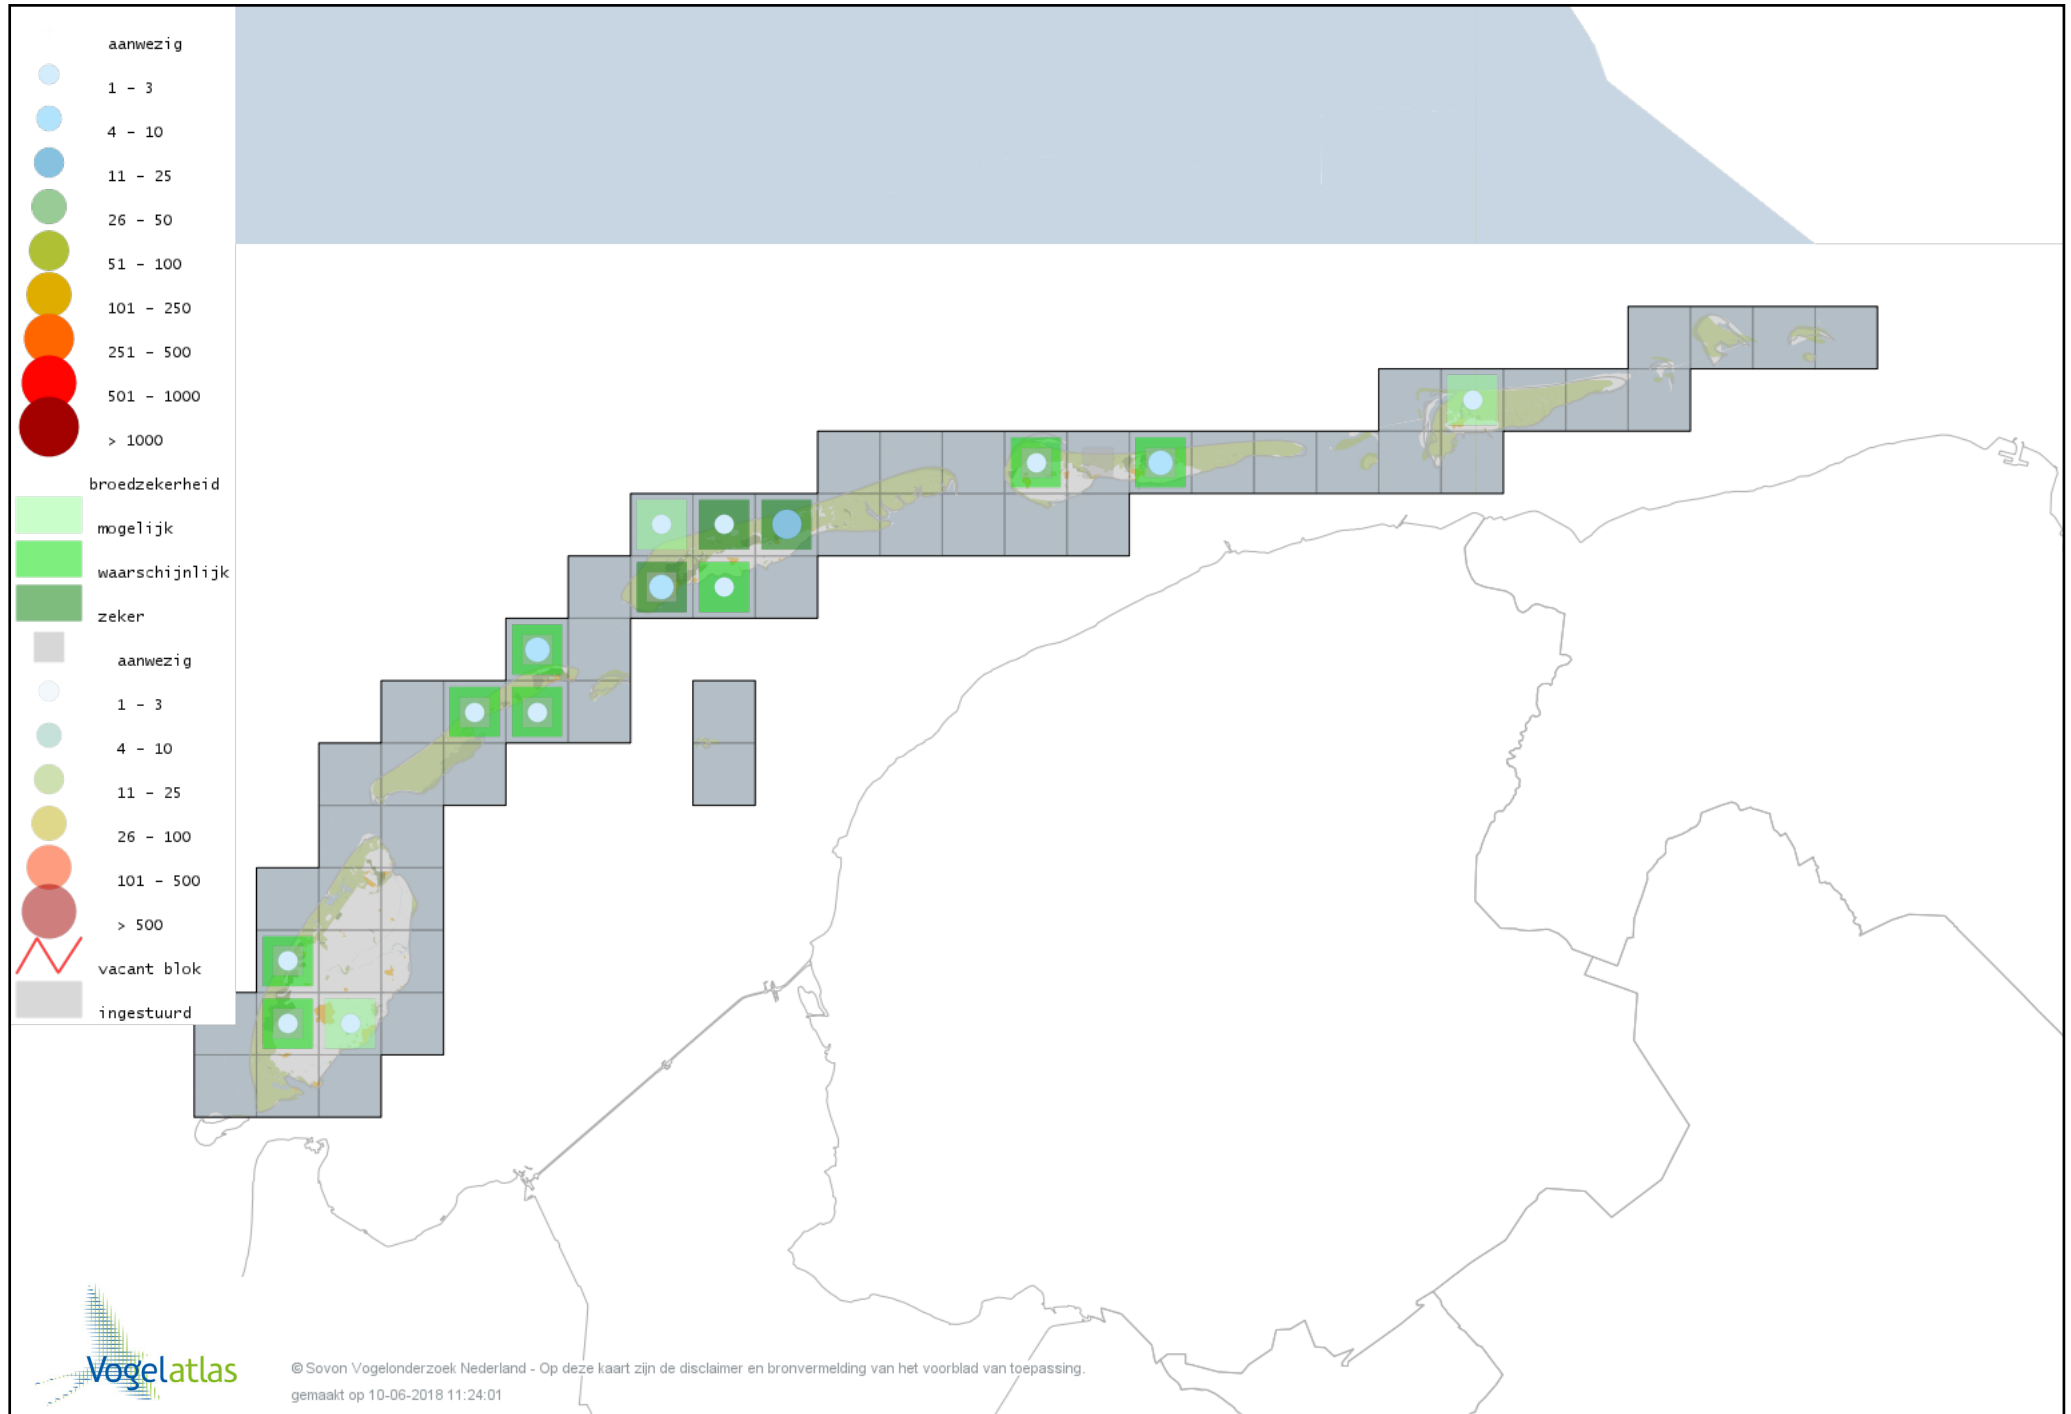 aanwezig
1 - 3
4 - 10
11 - 25
26 - 50
51 - 100
101 - 250
251 - 500
501 - 1000
> 1000
broedzekerheid
mogelijk
waarschijnlijk
zeker
aanwezig
1 - 3
4 - 10
11 - 25
26 - 100
101 - 500
> 500
vacant blok
ingestuurd
Vogelatlas
© Sovon Vogelonderzoek Nederland - Op deze kaart zijn de disclaimer en bronvermelding van het voorblad van toepassing.
gemaakt op 10-06-2018 11:24:01